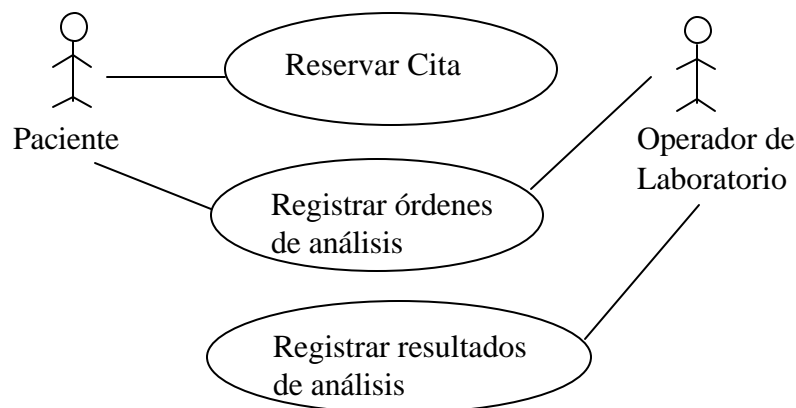 Reservar Cita
Paciente
Operador de
Laboratorio
Registrar órdenes
de análisis
Registrar resultados
de análisis